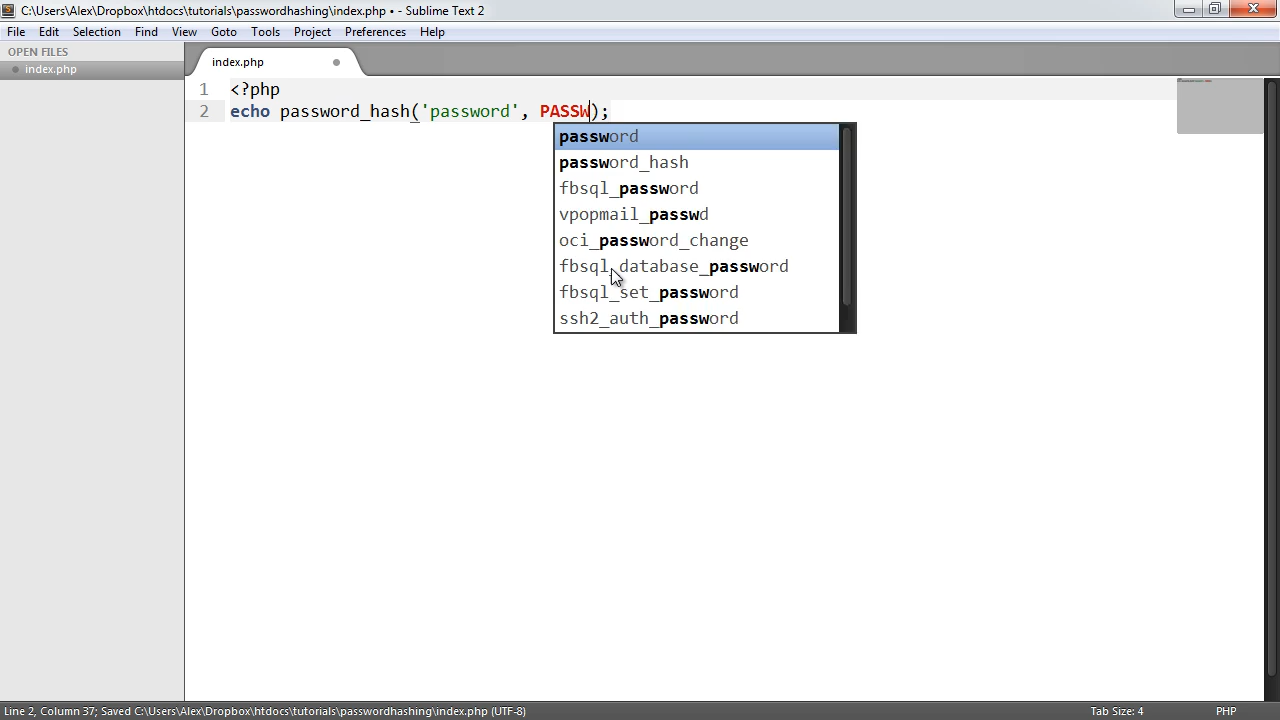 C:\Users\Alex\Dropbox\htdocs\tutorials\passwordhashing\index.php • - Sublime Text 2
File Edit Selection Find View Goto Tools Project Preferences Help
OPEN FILES
index.php
index.php
1 <?php
2 echo password_hash('password', PASSW);
password
password_hash
fbsql_password
vpopmail_passwd
oci_password_change
fbsql_database_password
fbsql_set_password
ssh2_auth_password
Line 2, Column 37; Saved C:\Users\Alex\Dropbox\htdocs\tutorials\passwordhashing\index.php (UTF-8) Tab Size: 4 PHP